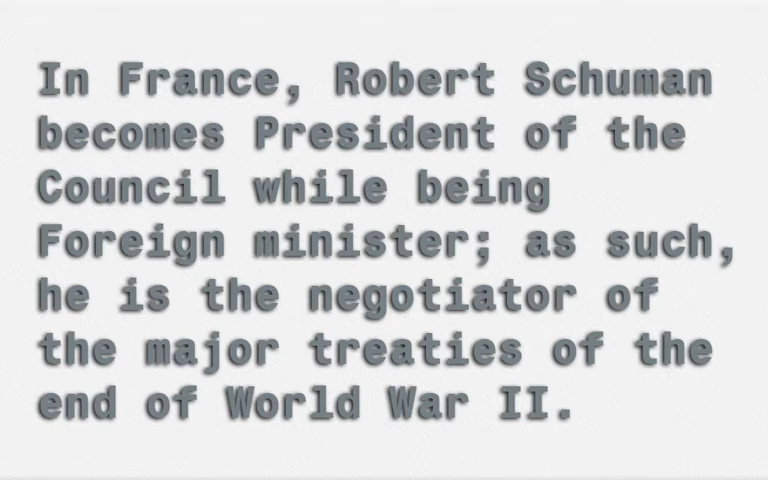 In France, Robert Schuman
becomes President of the
Council while being
Foreign minister; as such,
he is the negotiator of
the major treaties of the
end of World War II.